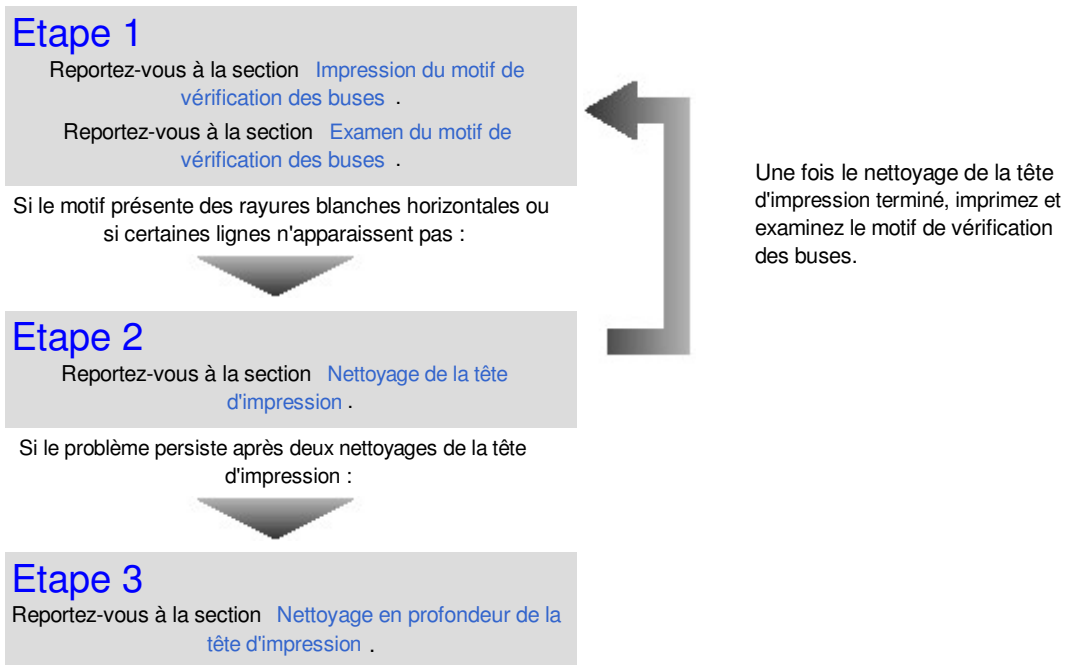 Etape 1
Reportez-vous à la section Impression du motif de
vérification des buses .
Reportez-vous à la section Examen du motif de
vérification des buses .
Si le motif présente des rayures blanches horizontales ou
si certaines lignes n'apparaissent pas :
Etape 2
Reportez-vous à la section Nettoyage de la tête
d'impression .
Une fois le nettoyage de la tête
d'impression terminé, imprimez et
examinez le motif de vérification
des buses.
Si le problème persiste après deux nettoyages de la tête
d'impression :
Etape 3
Reportez-vous à la section Nettoyage en profondeur de la
tête d'impression .